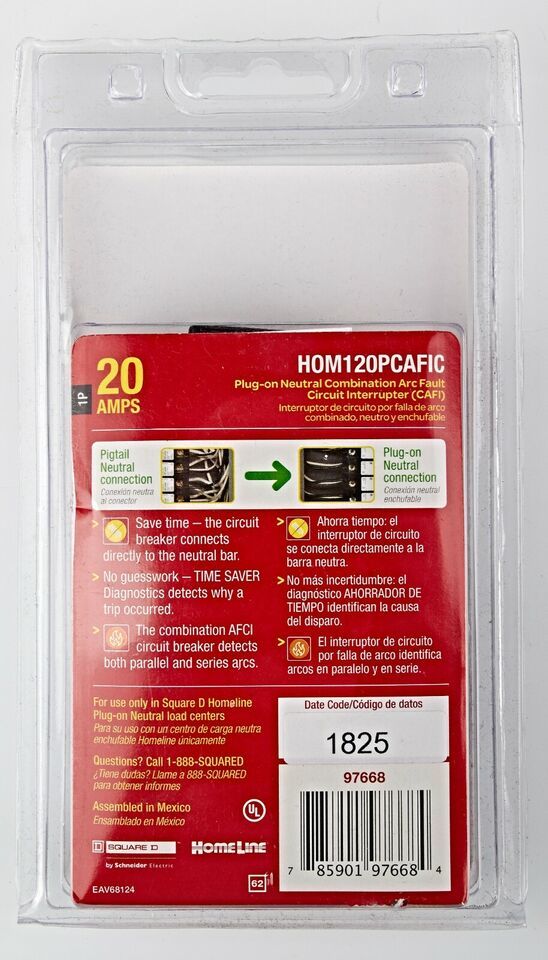 HOM120PCAFIC
20
AMPS
1P
Plug-on Neutral Combination Arc Fault
Circuit Interrupter (CAFI)
Interruptor de circuito por falla de arco
combinado, neutro y enchufable
Pigtail
Neutral
connection
Conexión neutra
al conector
Plug-on
Neutral
connection
Conexión neutral
enchufable
> Save time – the circuit
breaker connects
directly to the neutral bar.
> No guesswork – TIME SAVER
Diagnostics detects why a
trip occurred.
> The combination AFCI
circuit breaker detects
both parallel and series arcs.
> Ahorra tiempo: el
interruptor de circuito
se conecta directamente a la
barra neutra.
> No más incertidumbre: el
diagnóstico AHORRADOR DE
TIEMPO identifican la causa
del disparo.
> El interruptor de circuito
por falla de arco identifica
arcos en paralelo y en serie.
For use only in Square D Homeline
Plug-on Neutral load centers
Para su uso con un centro de carga neutra
enchufable Homeline únicamente
Questions? Call 1-888-SQUARED
¿Tiene dudas? Llame a 888-SQUARED
para obtener informes
Assembled in Mexico
Ensamblado en México
UL
D SQUARE D
by Schneider Electric
HOMELINE
EAV68124
62
Date Code/Código de datos
1825
97668
7 85901 97668 4